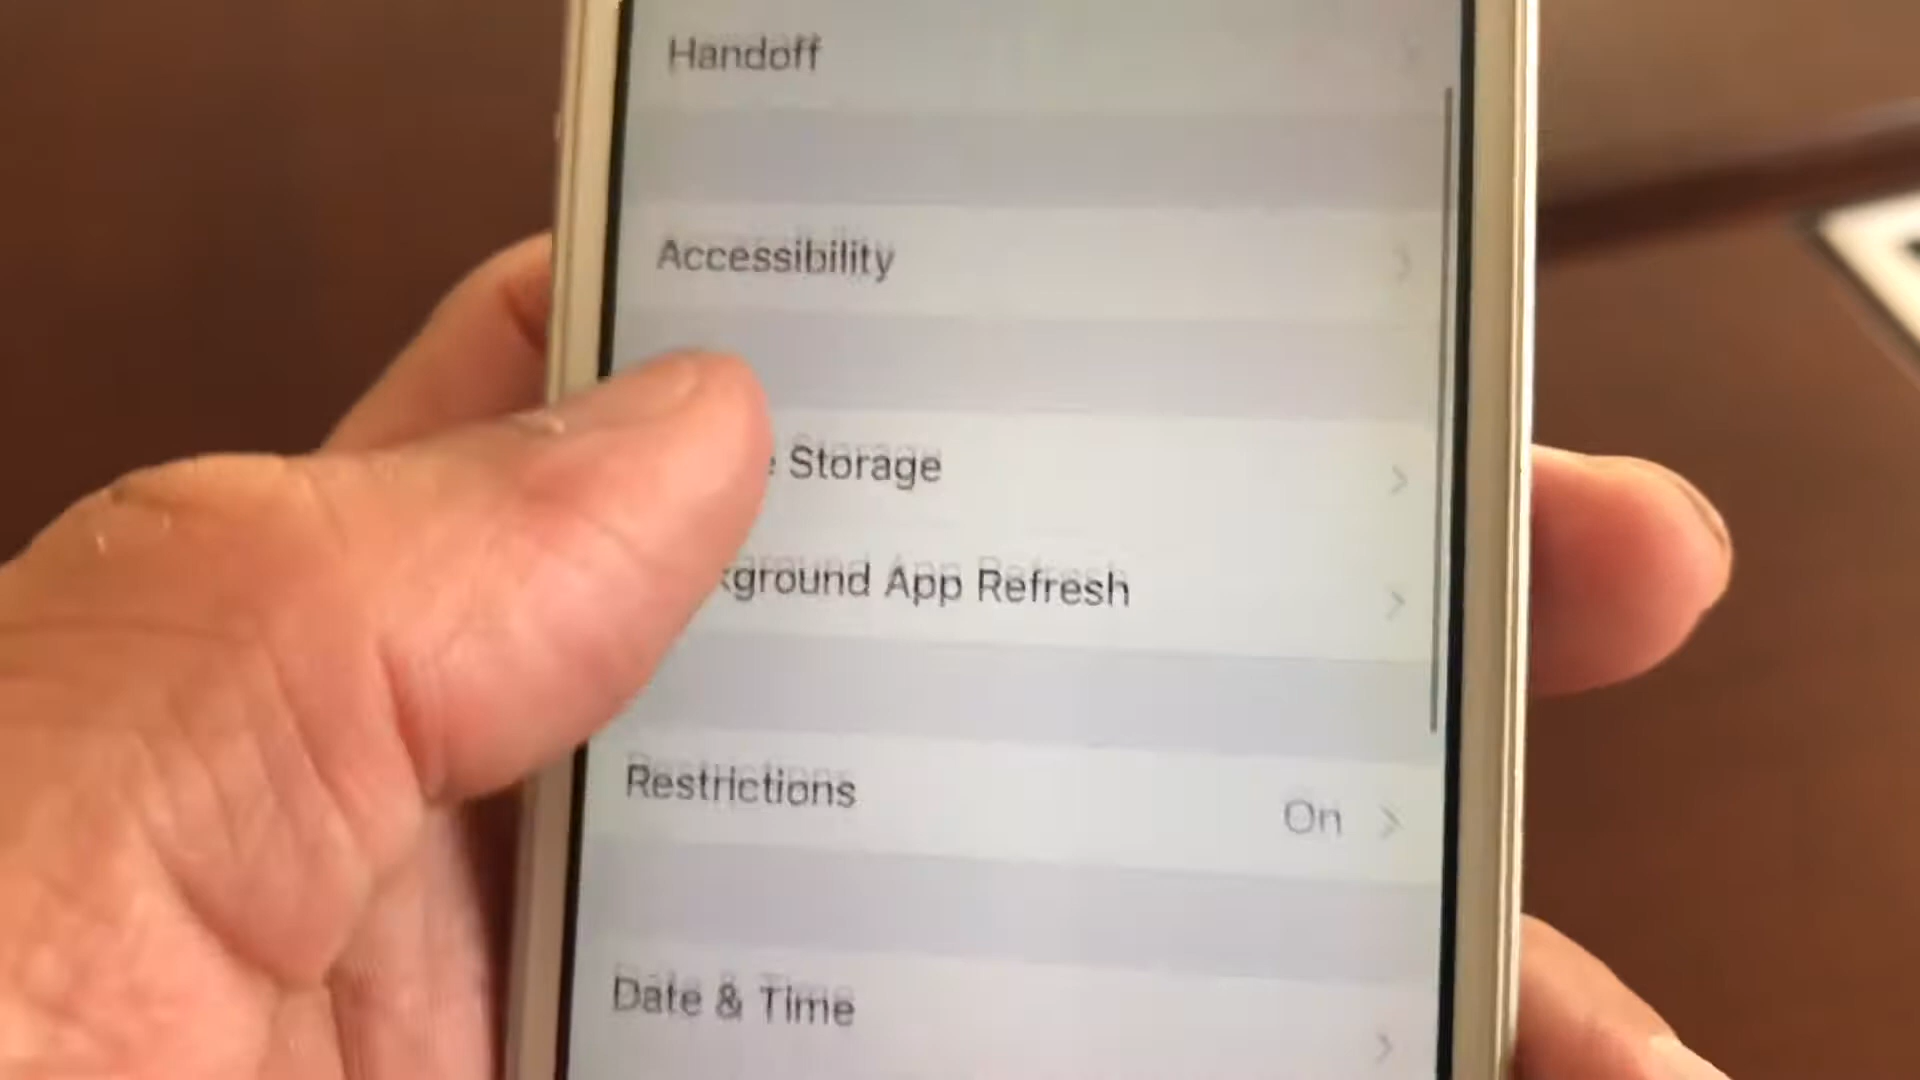 Handoff
Accessibility
Storage
kground App Refresh
Restrictions On
Date & Time